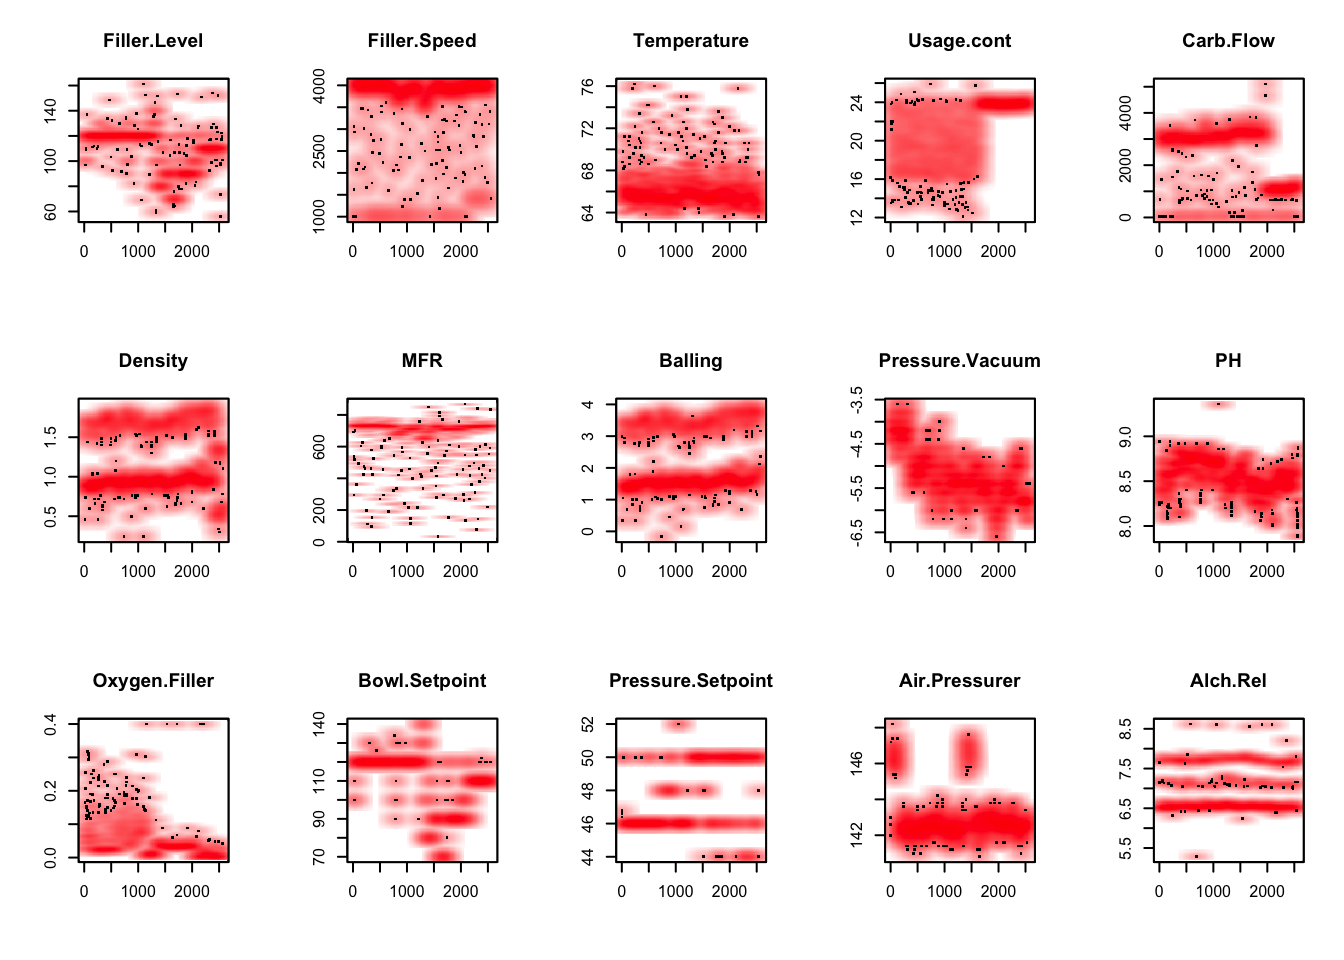 Filler.Level Filler.Speed Temperature Usage.cont Carb.Flow
60 100 140 1000 2500 4000 64 68 72 76 12 16 20 24 0 2000 4000
0 1000 2000 0 1000 2000 0 1000 2000 0 1000 2000 0 1000 2000
Density MFR Balling Pressure.Vacuum PH
0.5 1.0 1.5 0 200 600 0 1 2 3 4 -6.5 -5.5 -4.5 -3.5 8.0 8.5 9.0
0 1000 2000 0 1000 2000 0 1000 2000 0 1000 2000 0 1000 2000
Oxygen.Filler Bowl.Setpoint Pressure.Setpoint Air.Pressurer Alch.Rel
0.0 0.2 0.4 70 90 110 140 44 46 48 50 52 142 146 5.5 6.5 7.5 8.5
0 1000 2000 0 1000 2000 0 1000 2000 0 1000 2000 0 1000 2000